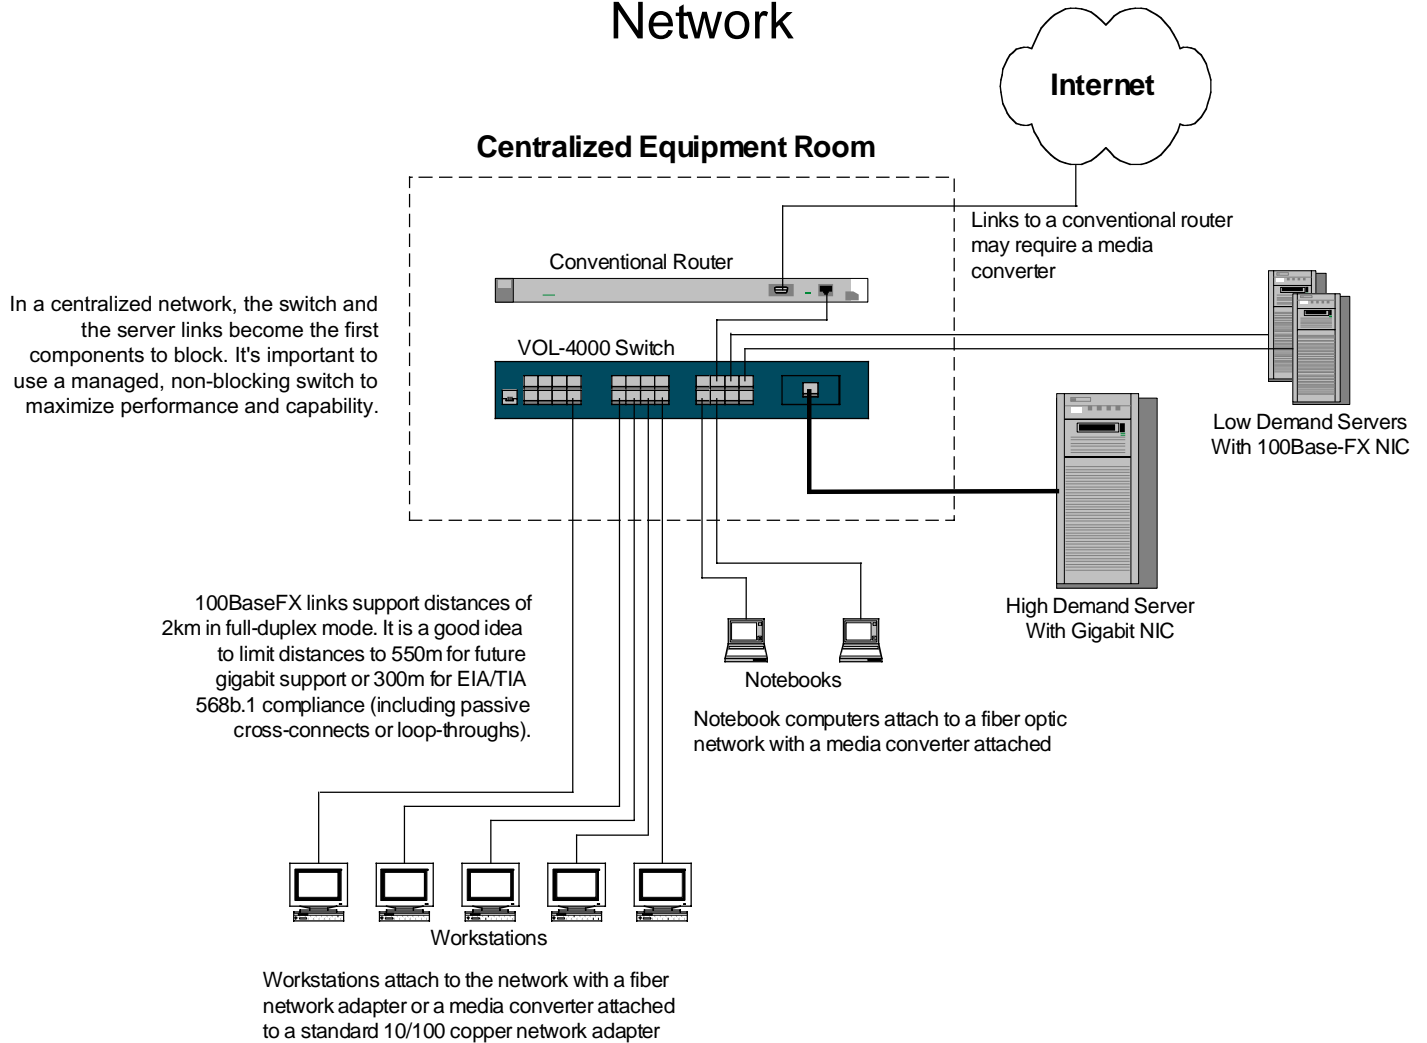 Network
Internet
Centralized Equipment Room
Links to a conventional router
may require a media
converter
Conventional Router
In a centralized network, the switch and
the server links become the first
components to block. It's important to
use a managed, non-blocking switch to
maximize performance and capability.
VOL-4000 Switch
Low Demand Servers
With 100Base-FX NIC
High Demand Server
With Gigabit NIC
100BaseFX links support distances of
2km in full-duplex mode. It is a good idea
to limit distances to 550m for future
gigabit support or 300m for EIA/TIA
568b.1 compliance (including passive
cross-connects or loop-throughs).
Notebooks
Notebook computers attach to a fiber optic
network with a media converter attached
Workstations
Workstations attach to the network with a fiber
network adapter or a media converter attached
to a standard 10/100 copper network adapter